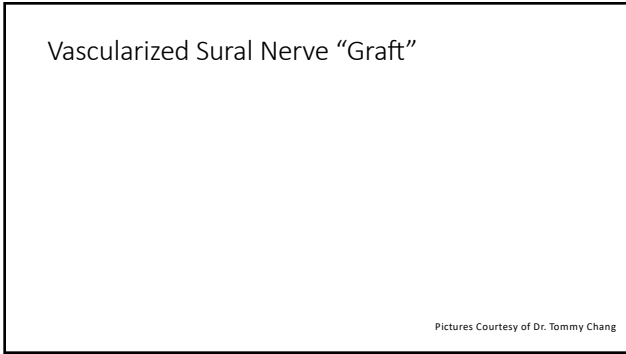 Vascularized Sural Nerve “Graft”
Pictures Courtesy of Dr. Tommy Chang